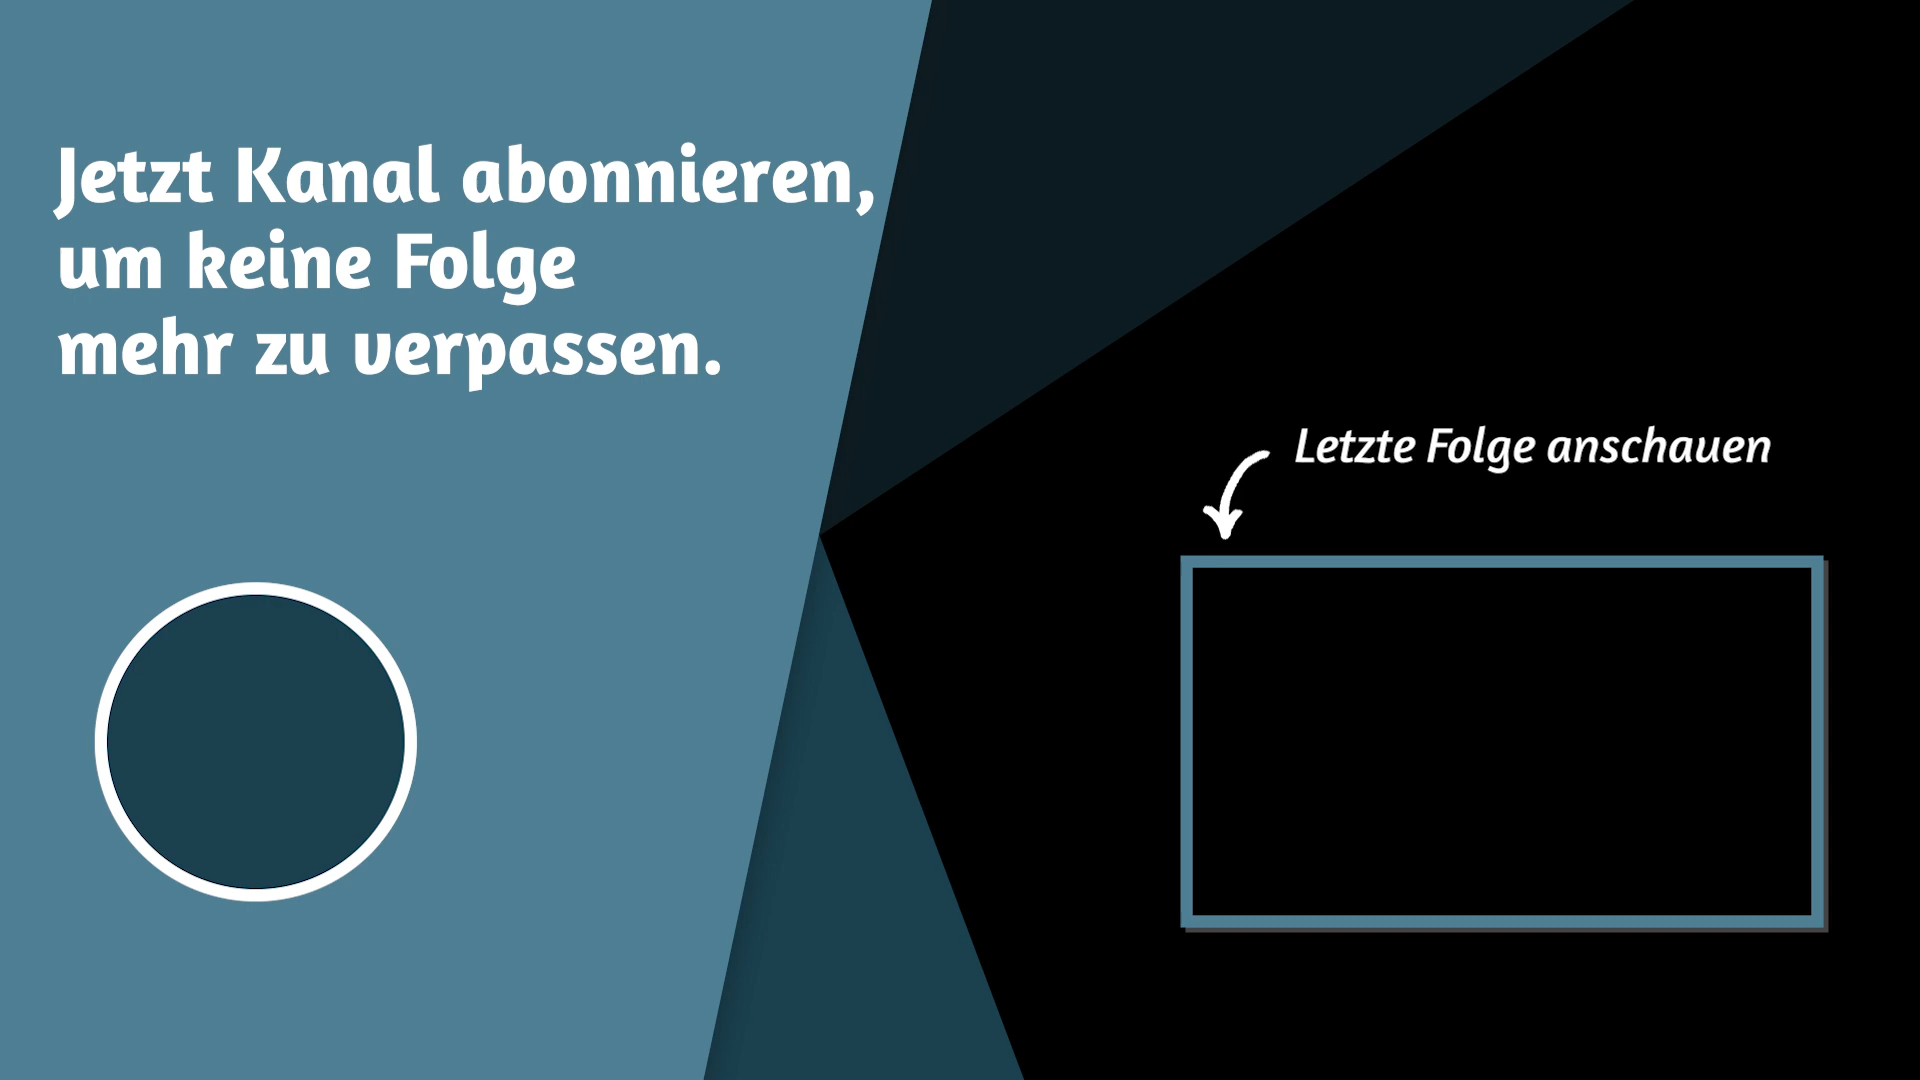 Jetzt Kanal abonnieren,
um keine Folge
mehr zu verpassen.
Letzte Folge anschauen